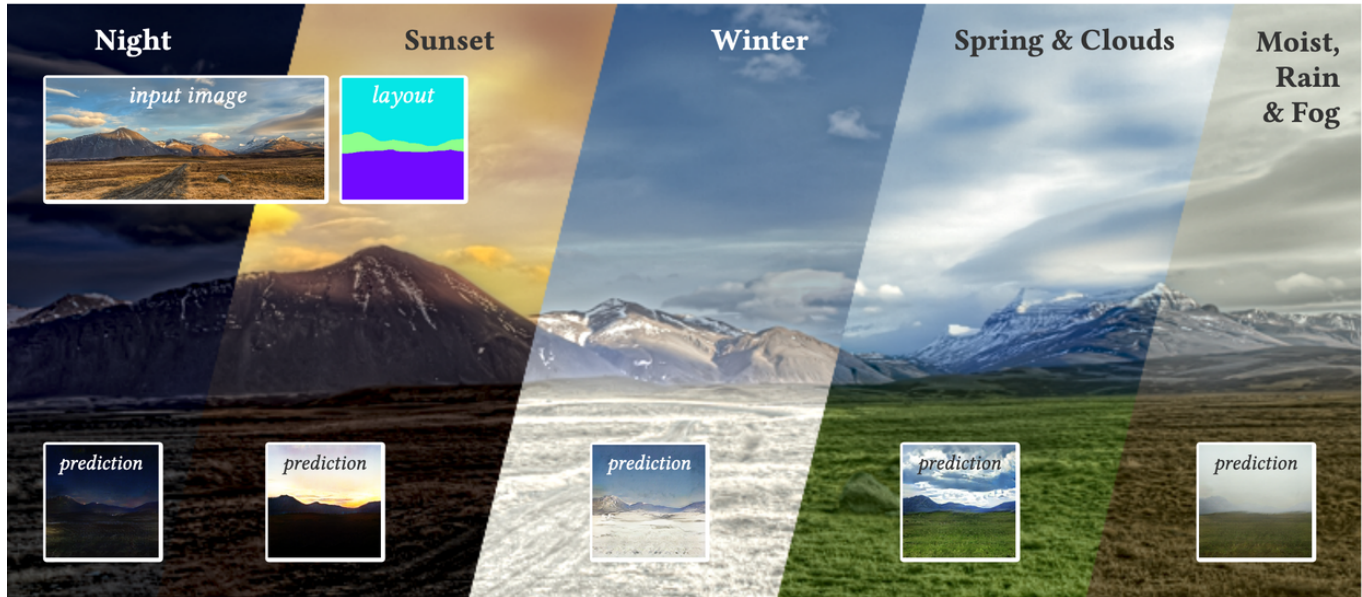 Night
Sunset
Winter
Spring & Clouds
Moist,
Rain
& Fog
input image
layout
prediction
prediction
prediction
prediction
prediction